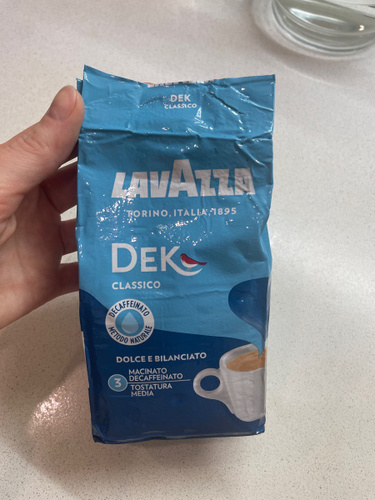 DEK
CLASSICO
LAVAZZA
TORINO, ITALIA, 1895
DEK
CLASSICO
DECAFFEINATO
METODO NATURALE
DOLCE E BILANCIATO
3
MACINATO
DECAFFEINATO
TOSTATURA
MEDIA